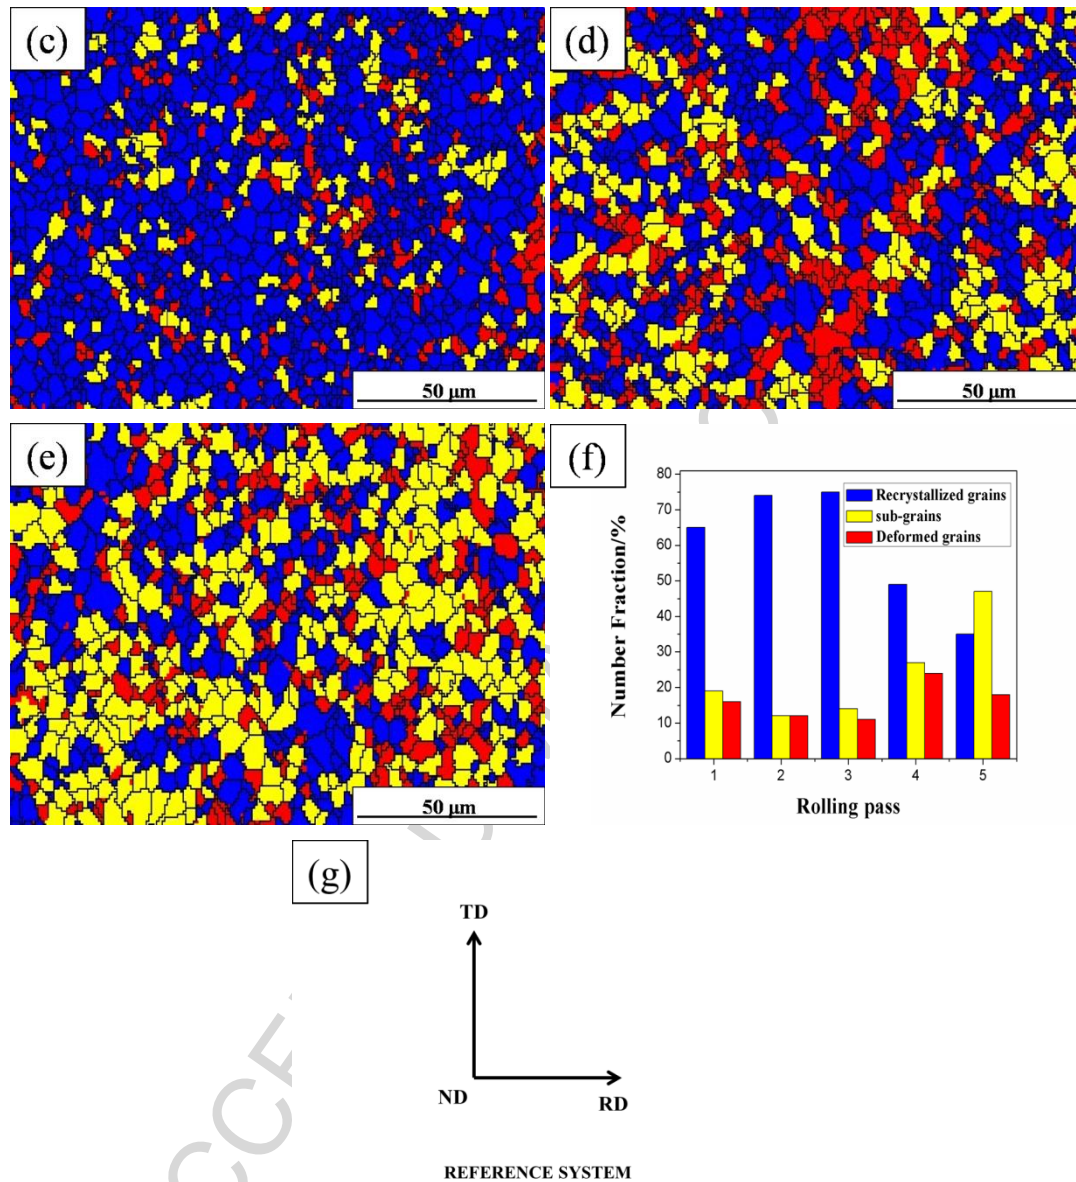 (c)
(d)
50 μm
50 μm
(e)
(f)
50 μm
80
70
60
50
40
30
20
10
0
Number Fraction/%
Recrystallized grains
sub-grains
Deformed grains
1 2 3 4 5
Rolling pass
(g)
TD
ND
RD
REFERENCE SYSTEM